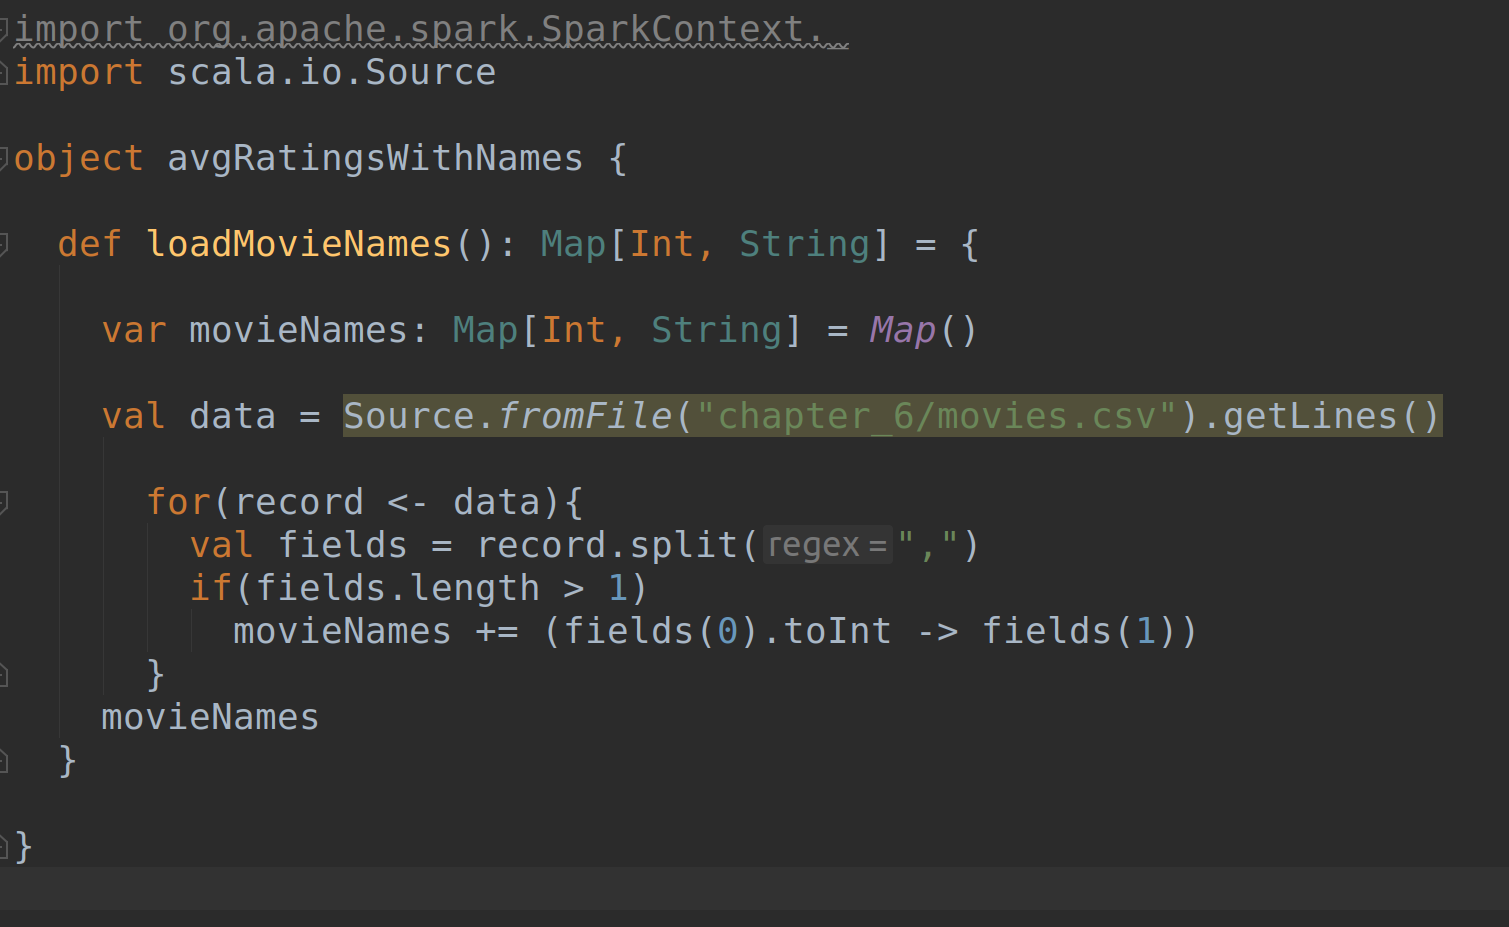 import org.apache.spark.SparkContext._
import scala.io.Source
object avgRatingsWithNames {
def loadMovieNames(): Map[Int, String] = {
var movieNames: Map[Int, String] = Map()
val data = Source.fromFile("chapter_6/movies.csv").getLines()
for(record <- data){
val fields = record.split(regex = ",")
if(fields.length > 1)
movieNames += (fields(0).toInt -> fields(1))
}
movieNames
}
}